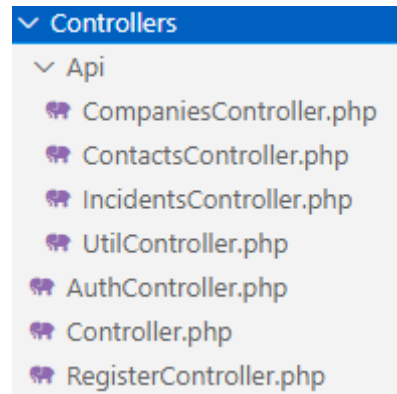 Controllers
Api
CompaniesController.php
ContactsController.php
IncidentsController.php
UtilController.php
AuthController.php
Controller.php
RegisterController.php